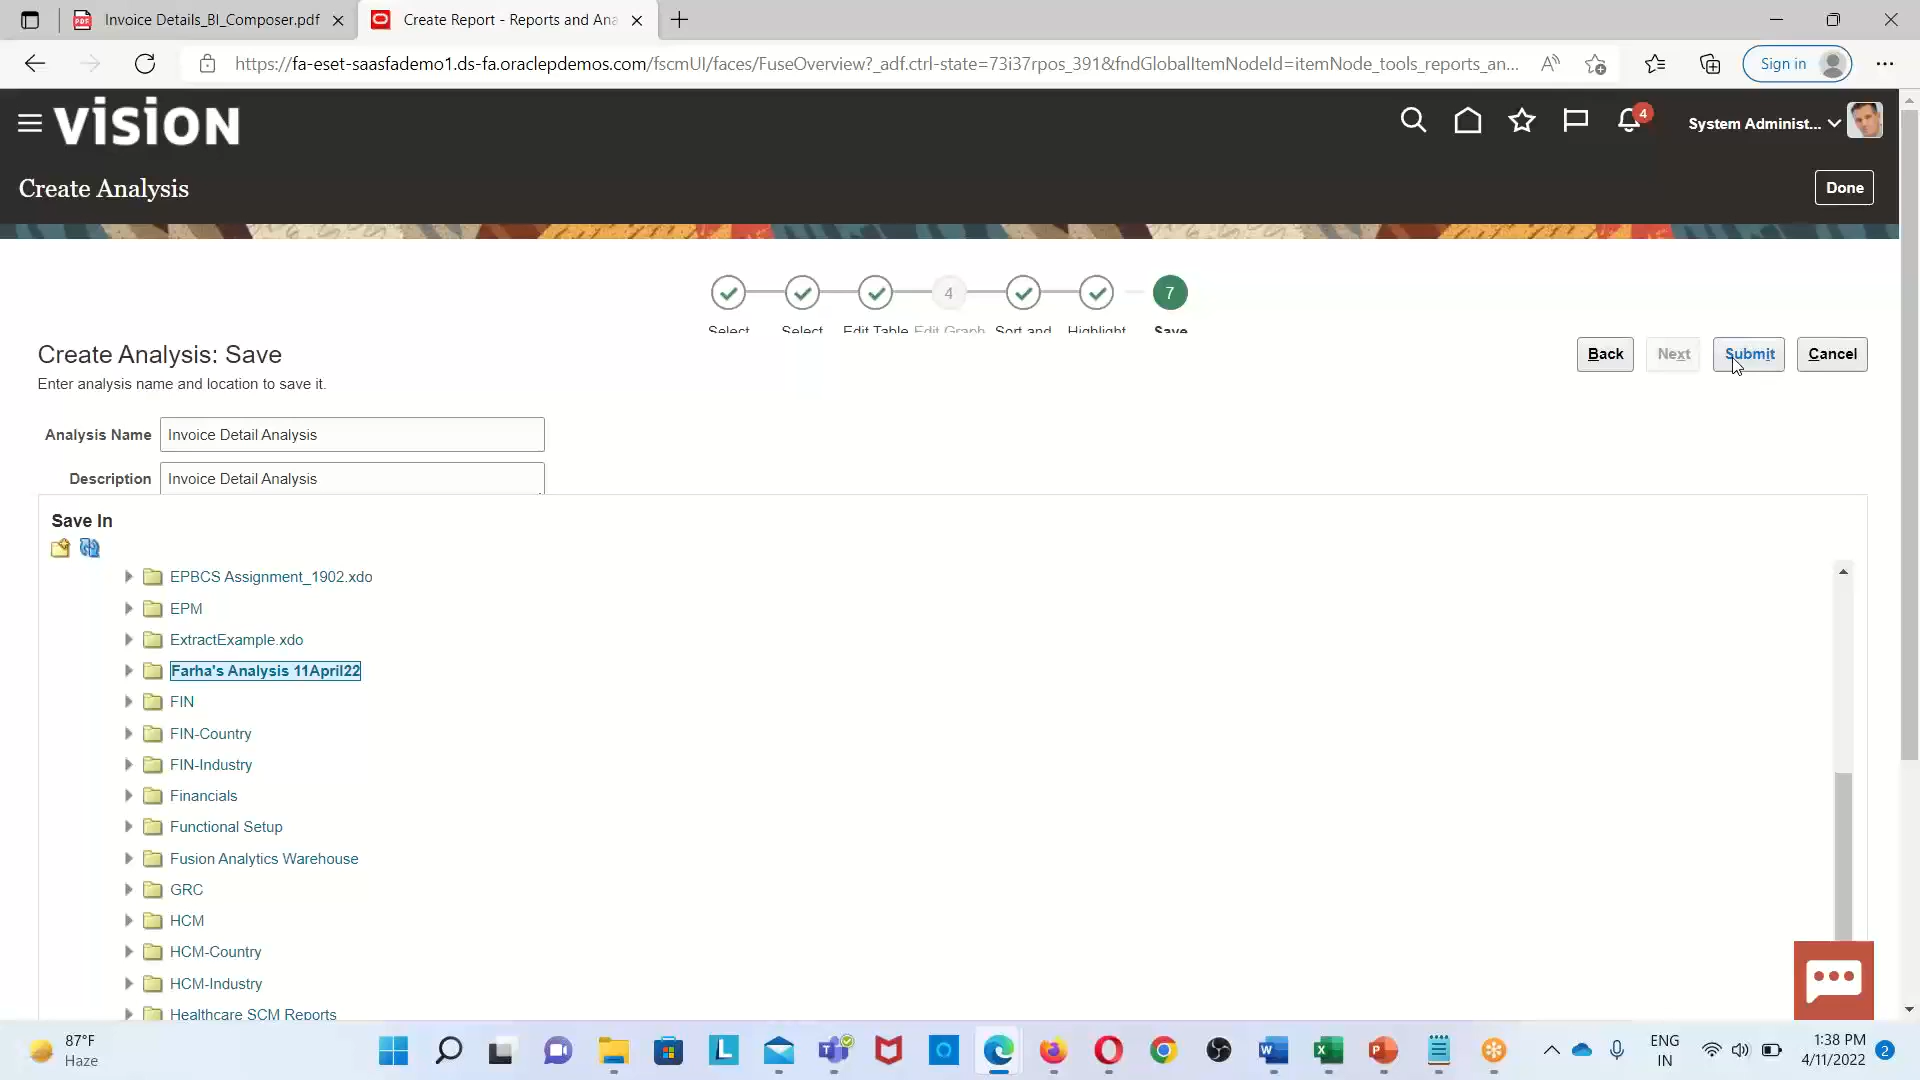 Invoice Details_BI_Composer.pdf
Create Report - Reports and Ana
https://fa-eset-saasfademo1.ds-fa.oraclepdemos.com/fscmUI/faces/FuseOverview?_adf.ctrl-state=73i37rpos_391&fndGlobalItemNodeId=itemNode_tools_reports_an...
Sign in
VISION
4
System Administ...
Create Analysis
Done
4
7
Select
Select
Edit Table
Edit Graph
Sort and
Highlight
Save
Create Analysis: Save
Back
Next
Submit
Cancel
Enter analysis name and location to save it.
Analysis Name
Invoice Detail Analysis
Description
Invoice Detail Analysis
Save In
EPBCS Assignment_1902.xdo
EPM
ExtractExample.xdo
Farha's Analysis 11April22
FIN
FIN-Country
FIN-Industry
Financials
Functional Setup
Fusion Analytics Warehouse
GRC
HCM
HCM-Country
HCM-Industry
Healthcare SCM Reports
87°F
Haze
ENG
IN
1:38 PM
4/11/2022
2